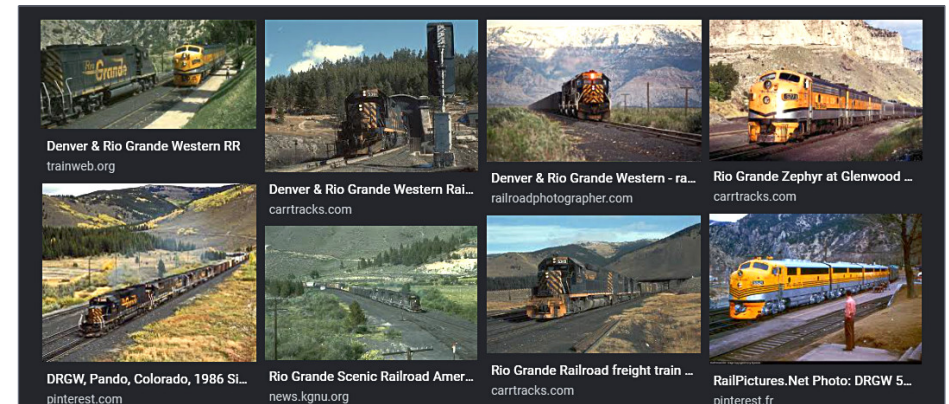 Rio
Grande
Denver & Rio Grande Western RR
trainweb.org
Denver & Rio Grande Western Rai...
carrtracks.com
Denver & Rio Grande Western - ra...
railroadphotographer.com
Rio Grande Zephyr at Glenwood ...
carrtracks.com
DRGW, Pando, Colorado, 1986 Si...
pinterest.com
Rio Grande Scenic Railroad Amer...
news.kgnu.org
Rio Grande Railroad freight train ...
carrtracks.com
RailPictures.Net Photo: DRGW 5...
pinterest.fr